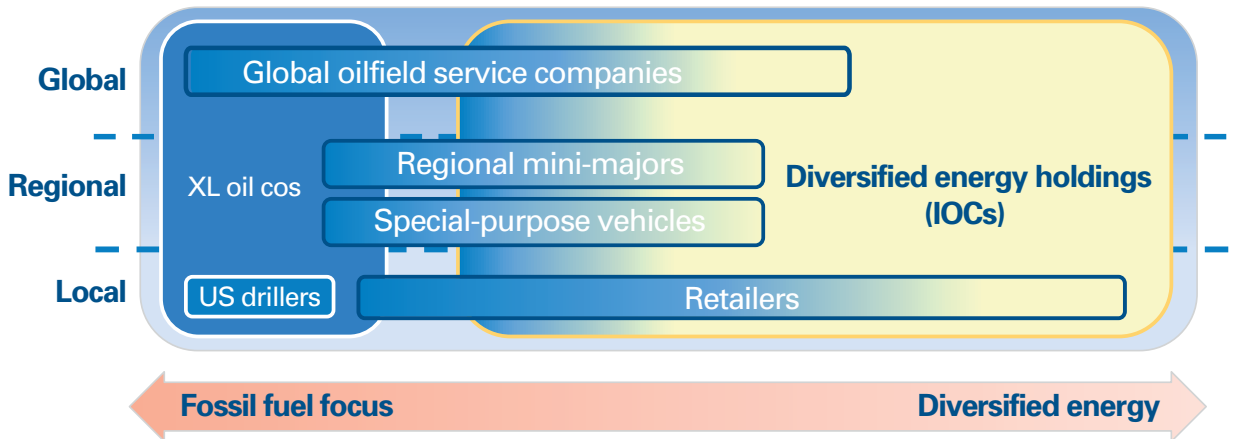 Global
Global oilfield service companies
Regional
XL oil cos
Regional mini-majors
Special-purpose vehicles
Diversified energy holdings
(IOCs)
Local
US drillers
Retailers
Fossil fuel focus
Diversified energy